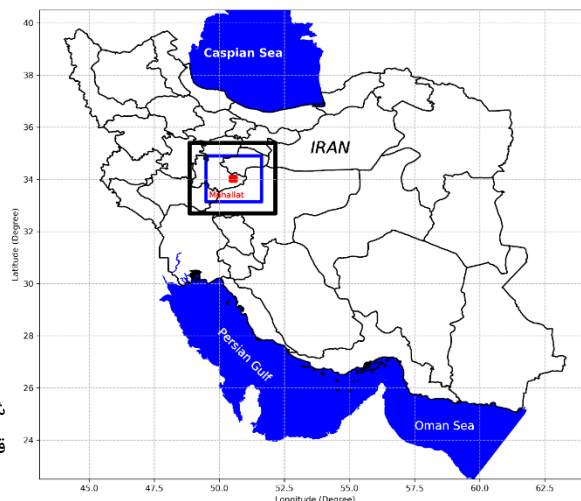 40
Caspian Sea
38
36
IRAN
34
Mahallat
32
Latitude (Degree)
30
28
Persian Gulf
26
24
Oman Sea
45.0 47.5 50.0 52.5 55.0 57.5 60.0 62.5
Longitude (Degree)